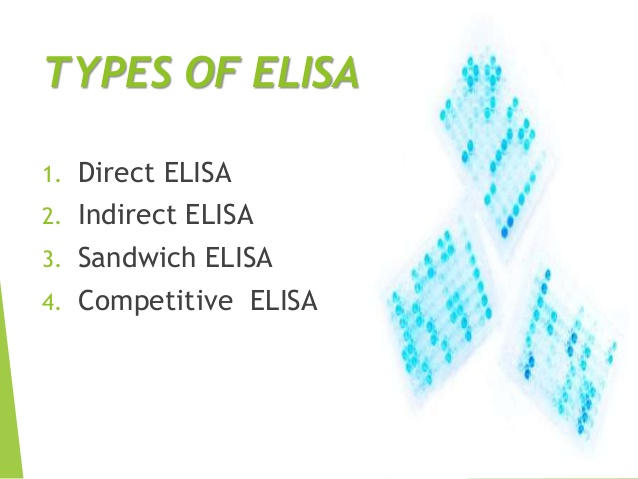 TYPES OF ELISA
1. Direct ELISA
2. Indirect ELISA
3. Sandwich ELISA
4. Competitive  ELISA